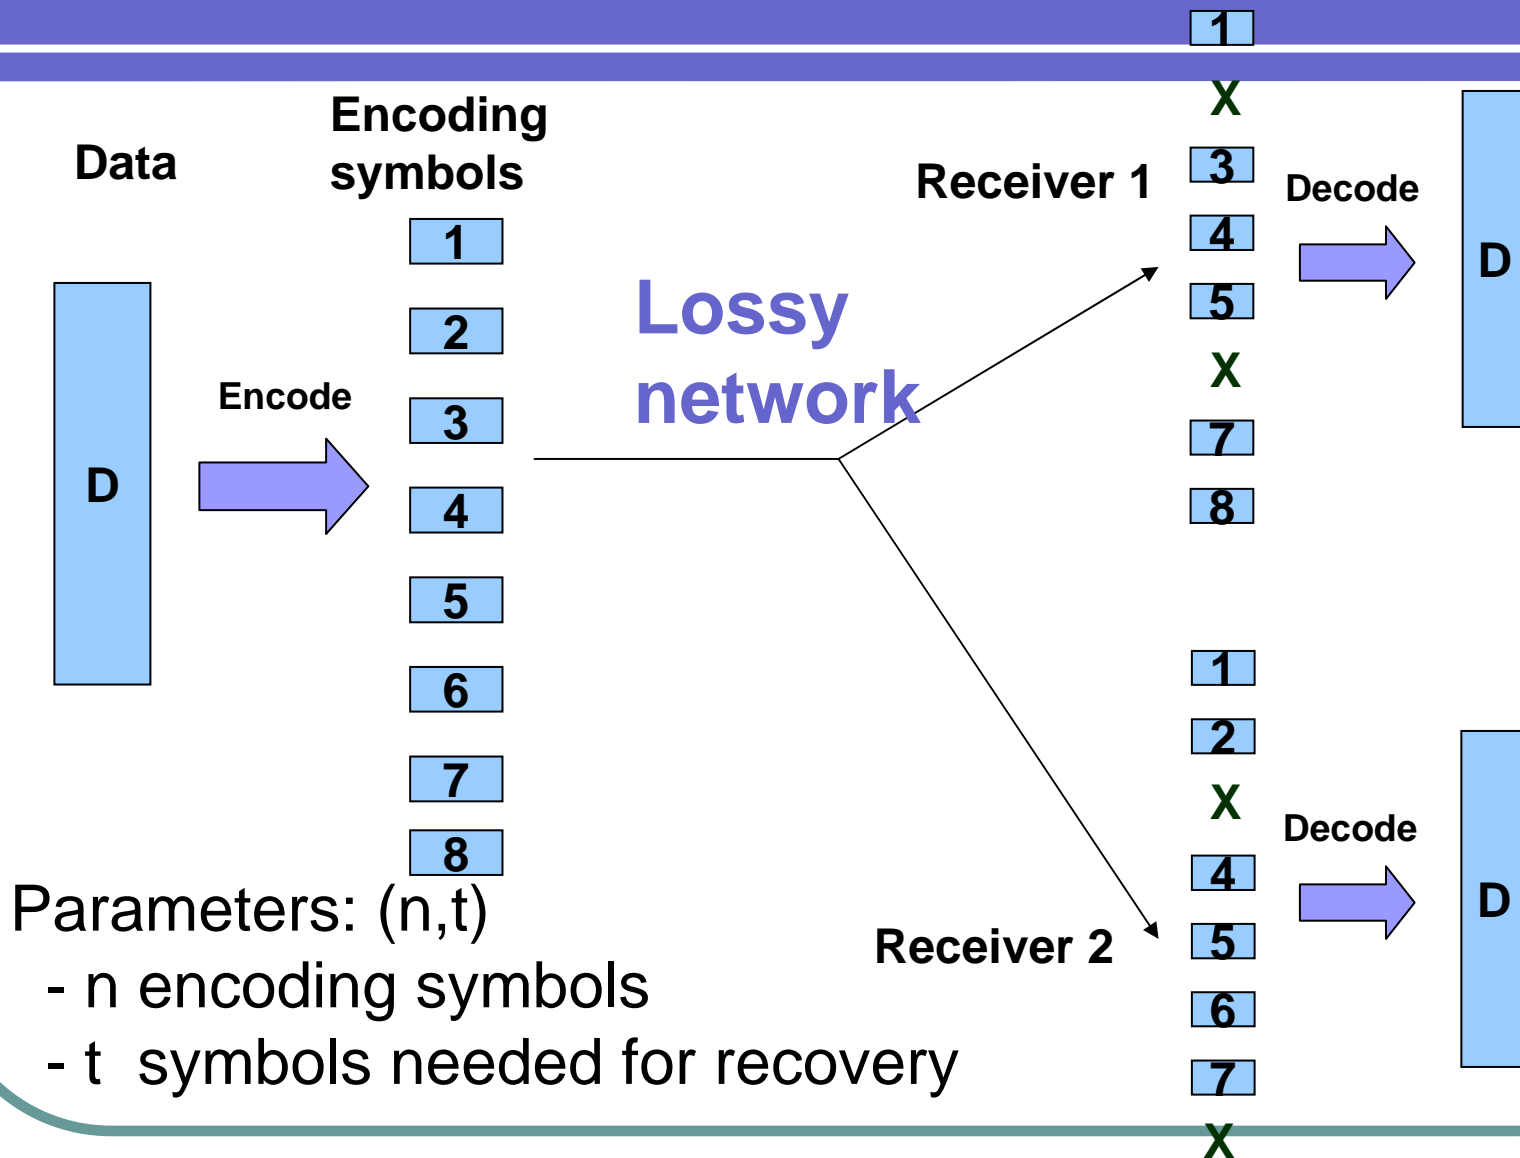 Data
Encoding
symbols
D
Encode
1
2
3
4
5
6
7
8
Lossy
network
Receiver 1
1
X
3
4
5
X
7
8
Decode
D
Receiver 2
1
2
X
4
5
6
7
X
Decode
D
Parameters: (n,t)
- n encoding symbols
- t symbols needed for recovery